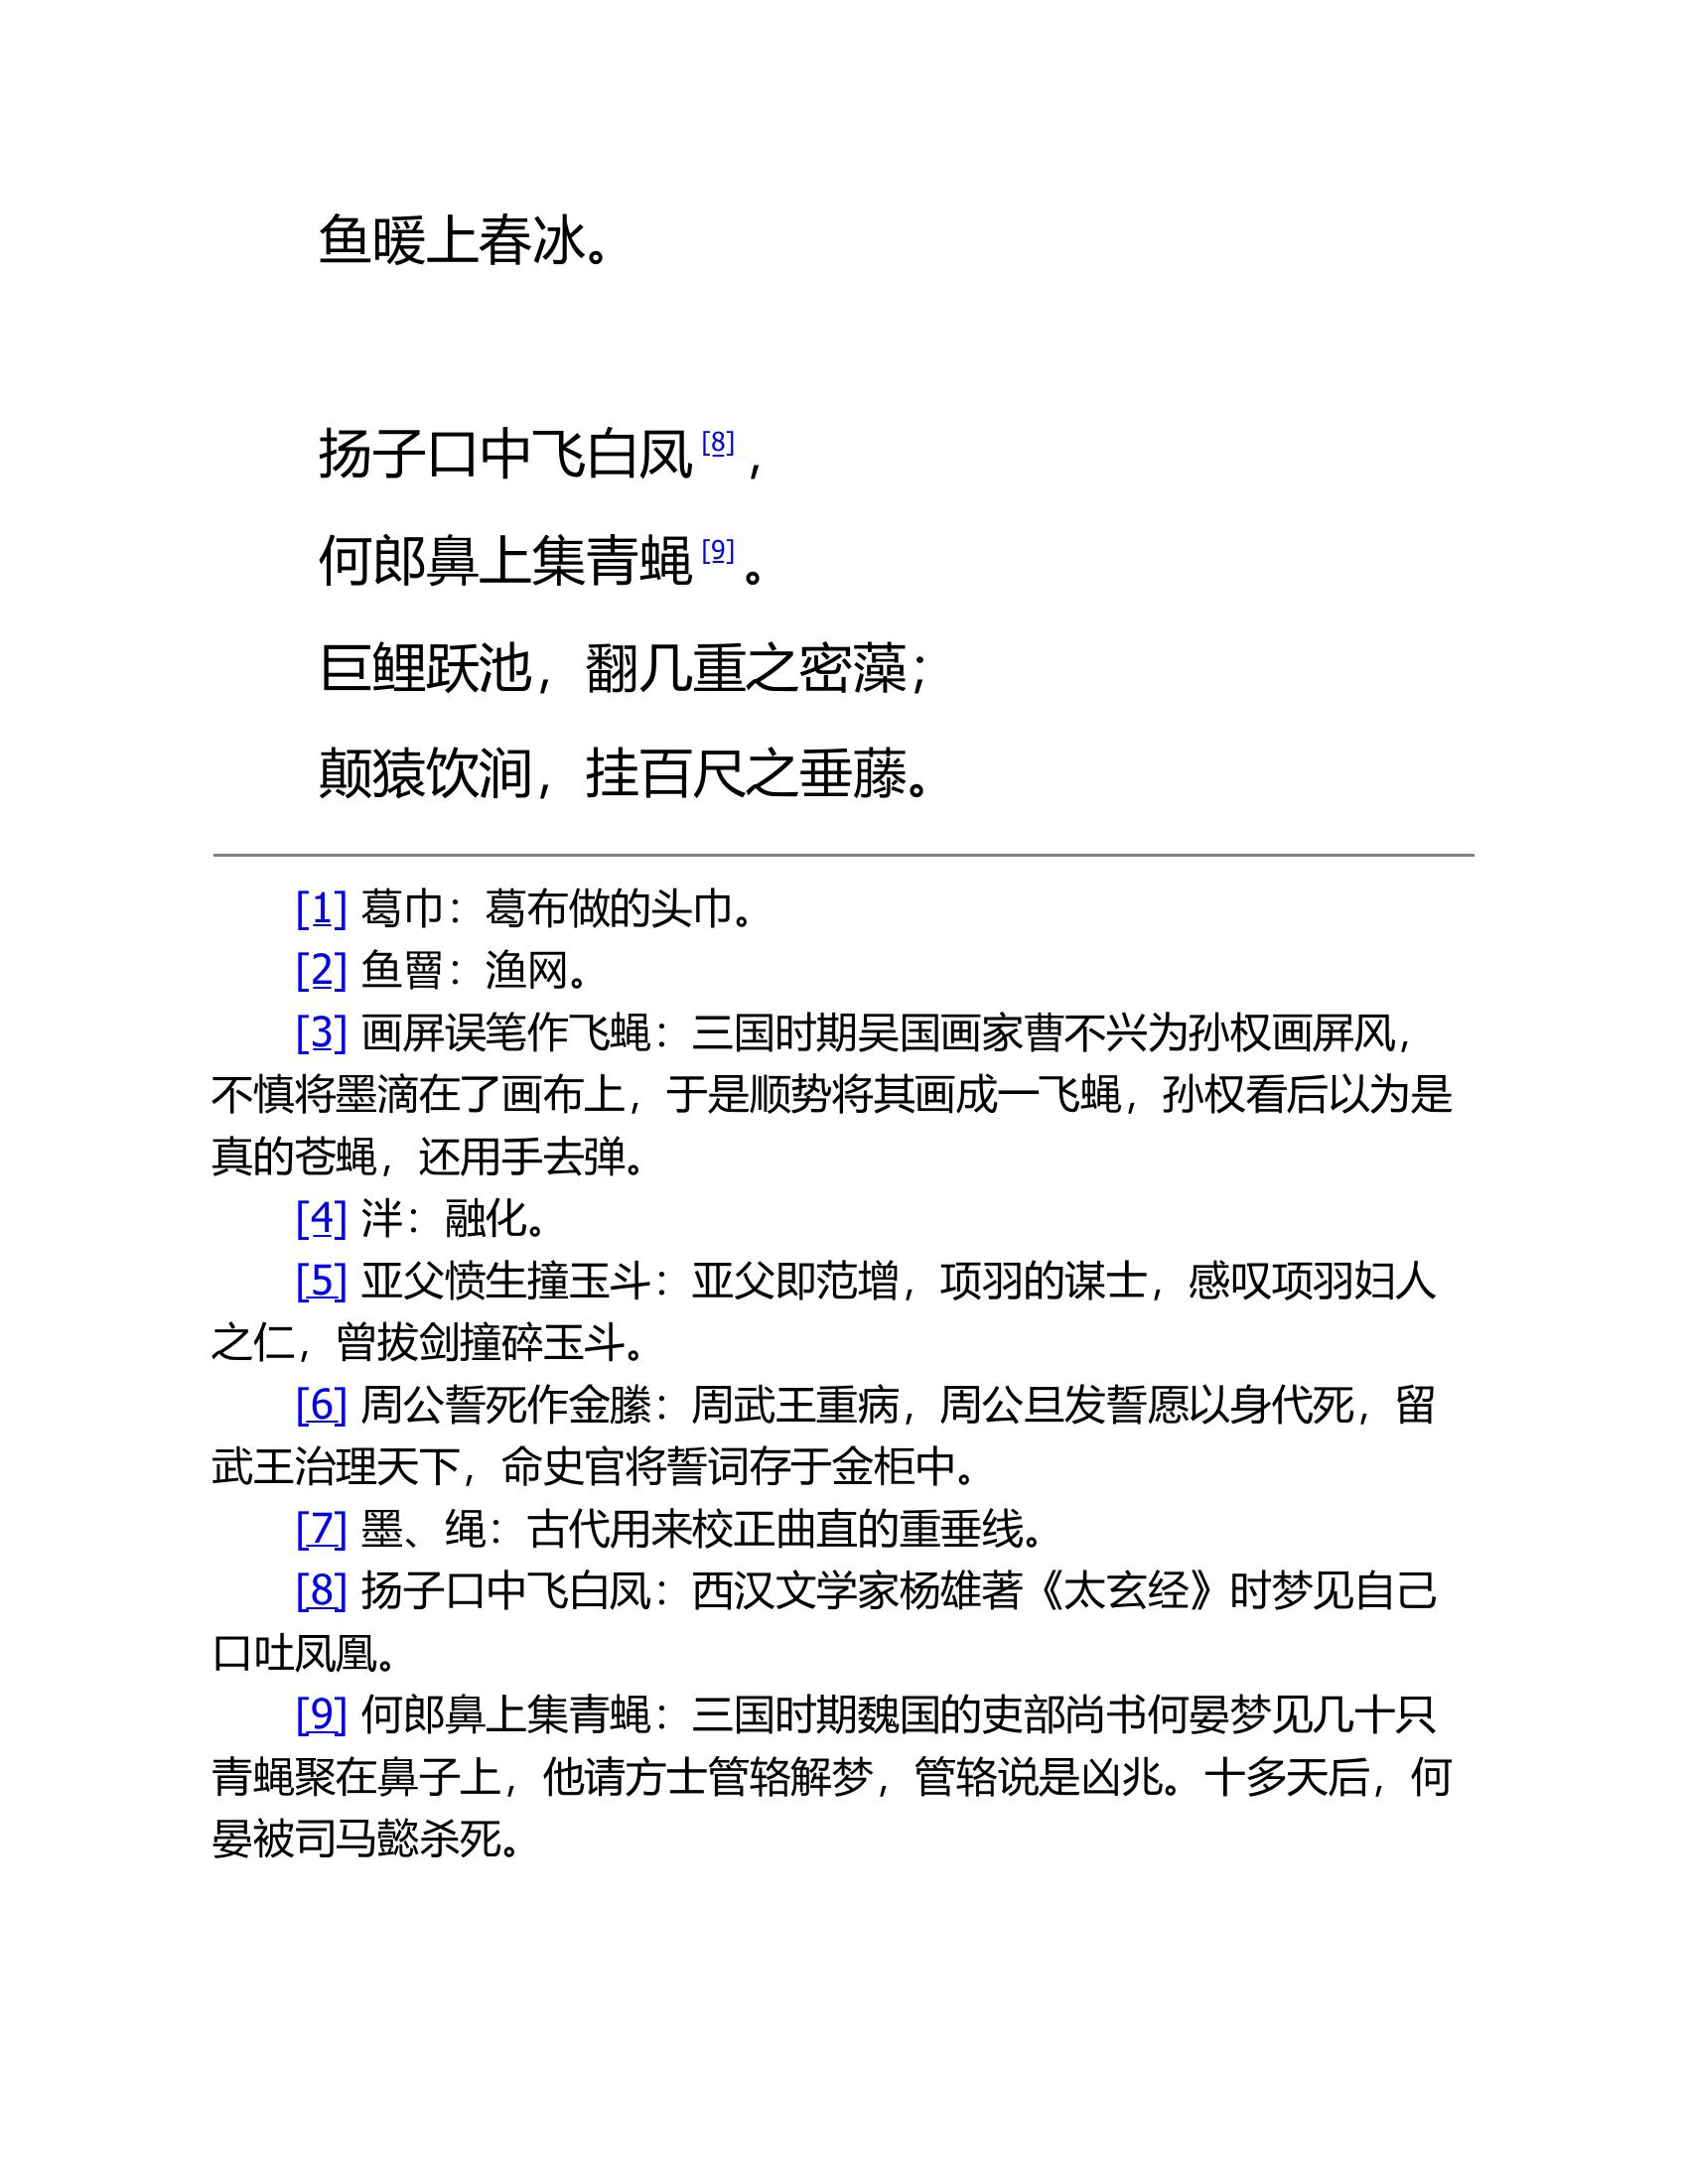 鱼暖上春冰。
扬子口中飞白凤[8]，
何郎鼻上集青蝇[9]。
巨鲤跃池，翻几重之密藻；
颠猿饮涧，挂百尺之垂藤。
[1] 葛巾：葛布做的头巾。
[2] 鱼罾：渔网。
[3] 画屏误笔作飞蝇：三国时期吴国画家曹不兴为孙权画屏风，
不慎将墨滴在了画布上，于是顺势将其画成一飞蝇，孙权看后以为是
真的苍蝇，还用手去弹。
[4] 泮：融化。
[5] 亚父愤生撞玉斗：亚父即范增，项羽的谋士，感叹项羽妇人
之仁，曾拔剑撞碎玉斗。
[6] 周公誓死作金縢：周武王重病，周公旦发誓愿以身代死，留
武王治理天下，命史官将誓词存于金柜中。
[7] 墨、绳：古代用来校正曲直的重垂线。
[8] 扬子口中飞白凤：西汉文学家杨雄著《太玄经》时梦见自己
口吐凤凰。
[9] 何郎鼻上集青蝇：三国时期魏国的吏部尚书何晏梦见几十只
青蝇聚在鼻子上，他请方士管辂解梦，管辂说是凶兆。十多天后，何
晏被司马懿杀死。